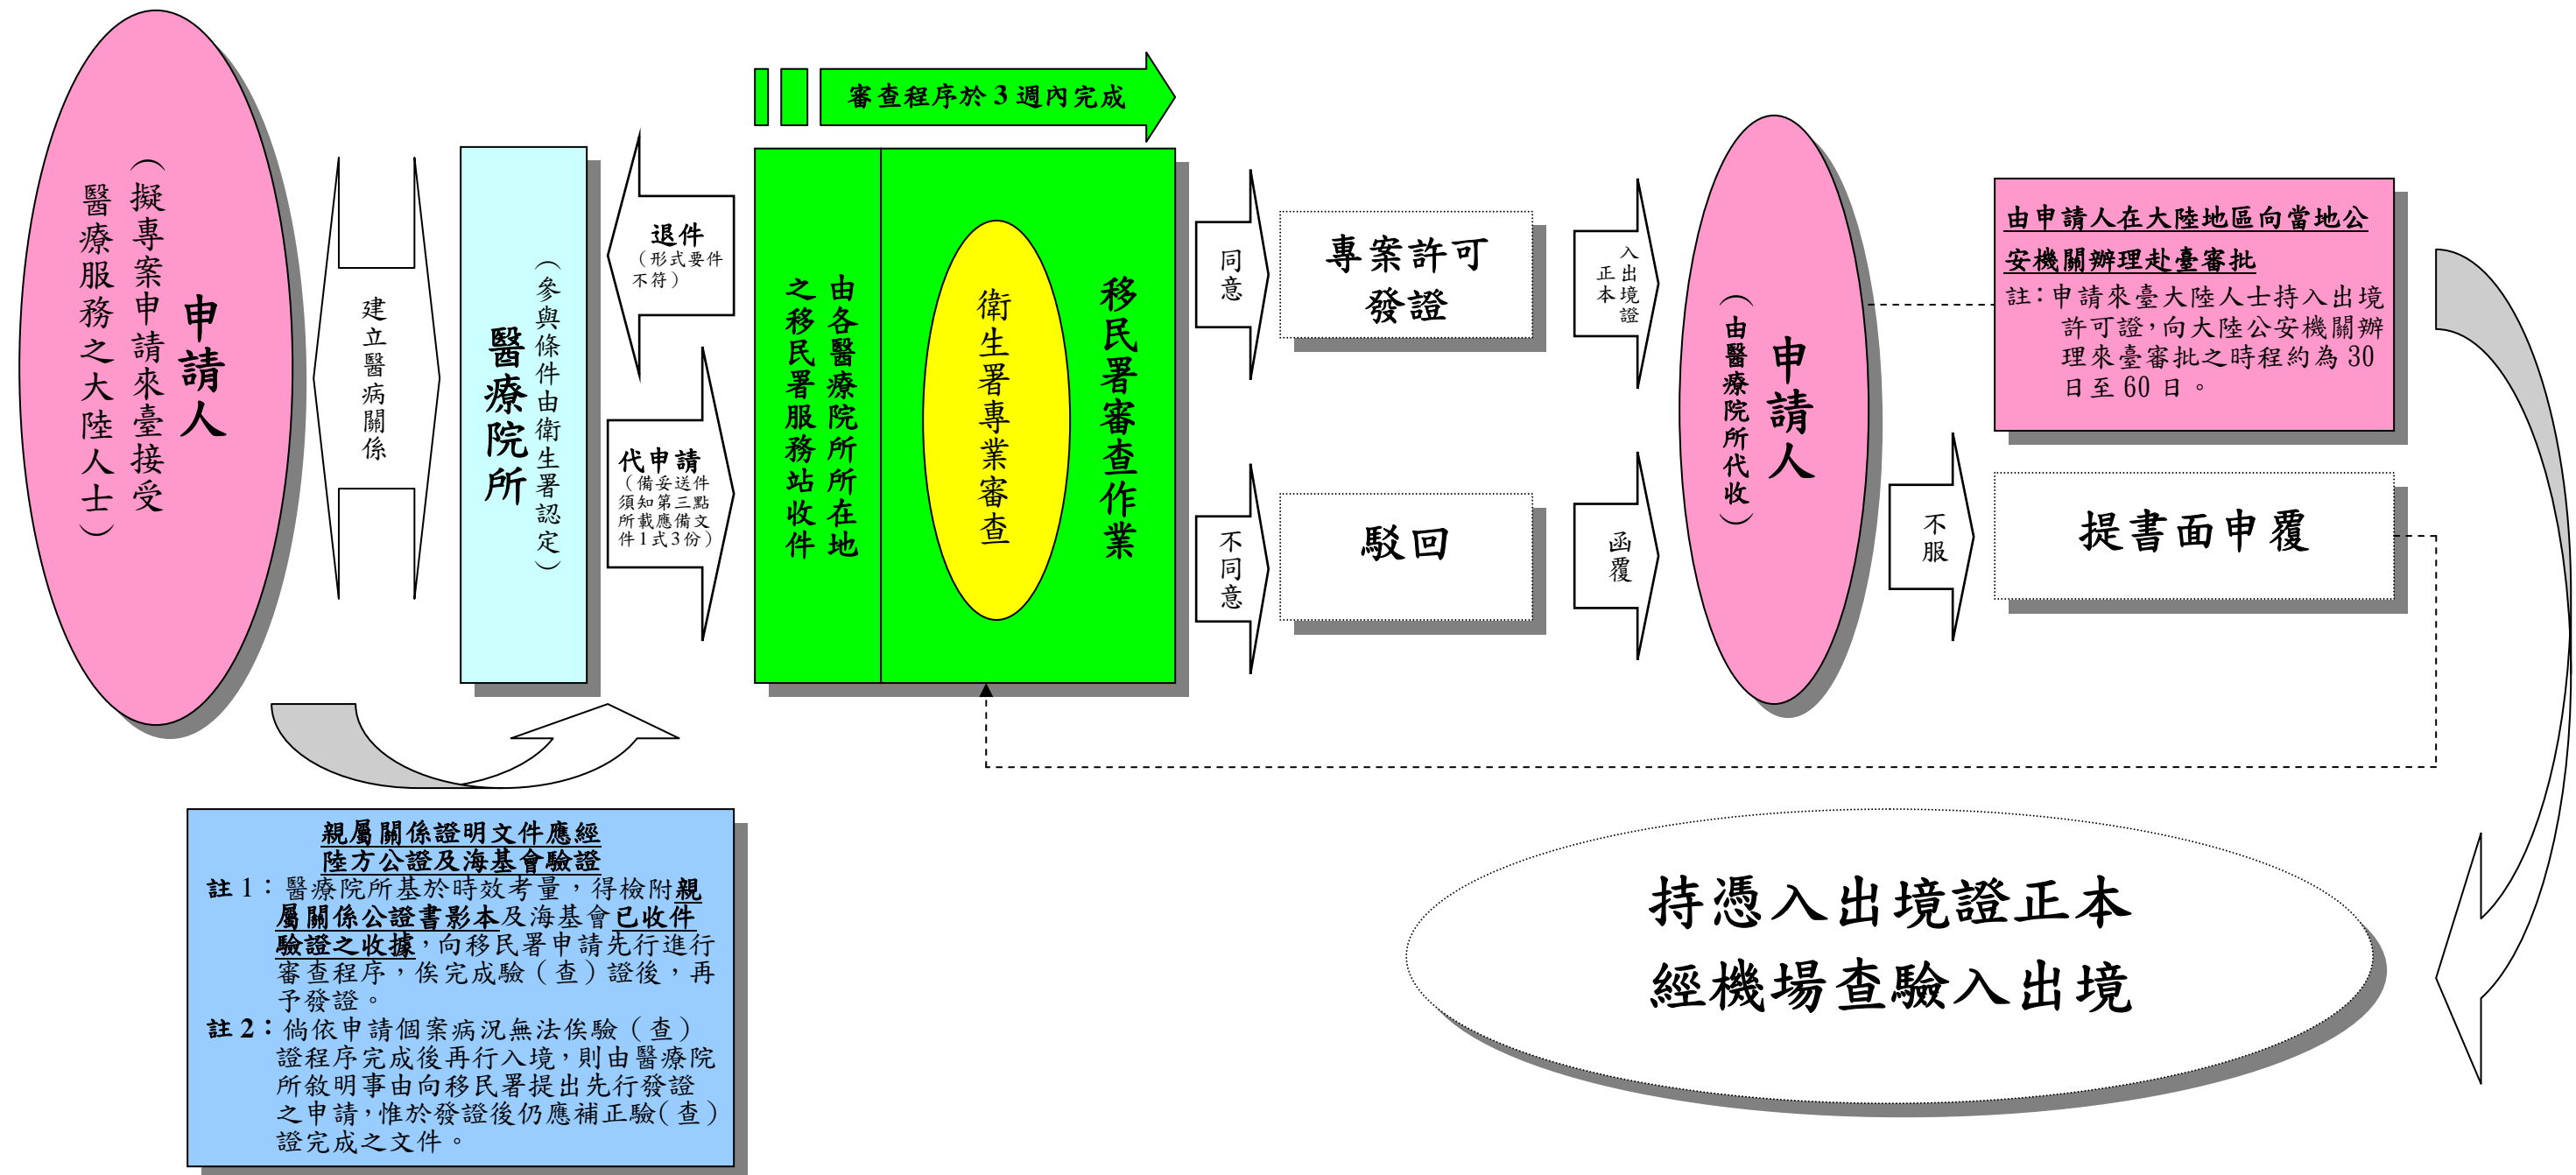 申請人
（擬專案申請來臺接受
醫療服務之大陸人士）
建立醫病關係
醫療院所
（參與條件由衛生署認定）
退件
（形式要件
不符）
代申請
（備妥送件
須知第三點
所載應備文
件1式3份）
審查程序於 3 週內完成
由各醫療院所所在地
之移民署服務站收件
衛生署專業審查
移民署審查作業
同意
不同意
專案許可
發證
駁回
入出境證
正本
函覆
申請人
（由醫療院所代收）
由申請人在大陸地區向當地公
安機關辦理赴臺審批
註：申請來臺大陸人士持入出境
許可證，向大陸公安機關辦
理來臺審批之時程約為 30
日至 60 日。
不服
提書面申覆
親屬關係證明文件應經
陸方公證及海基會驗證
註 1：醫療院所基於時效考量，得檢附親
屬關係公證書影本及海基會已收件
驗證之收據，向移民署申請先行進行
審查程序，俟完成驗（查）證後，再
予發證。
註 2：倘依申請個案病況無法俟驗（查）
證程序完成後再行入境，則由醫療院
所敘明事由向移民署提出先行發證
之申請，惟於發證後仍應補正驗（查）
證完成之文件。
持憑入出境證正本
經機場查驗入出境